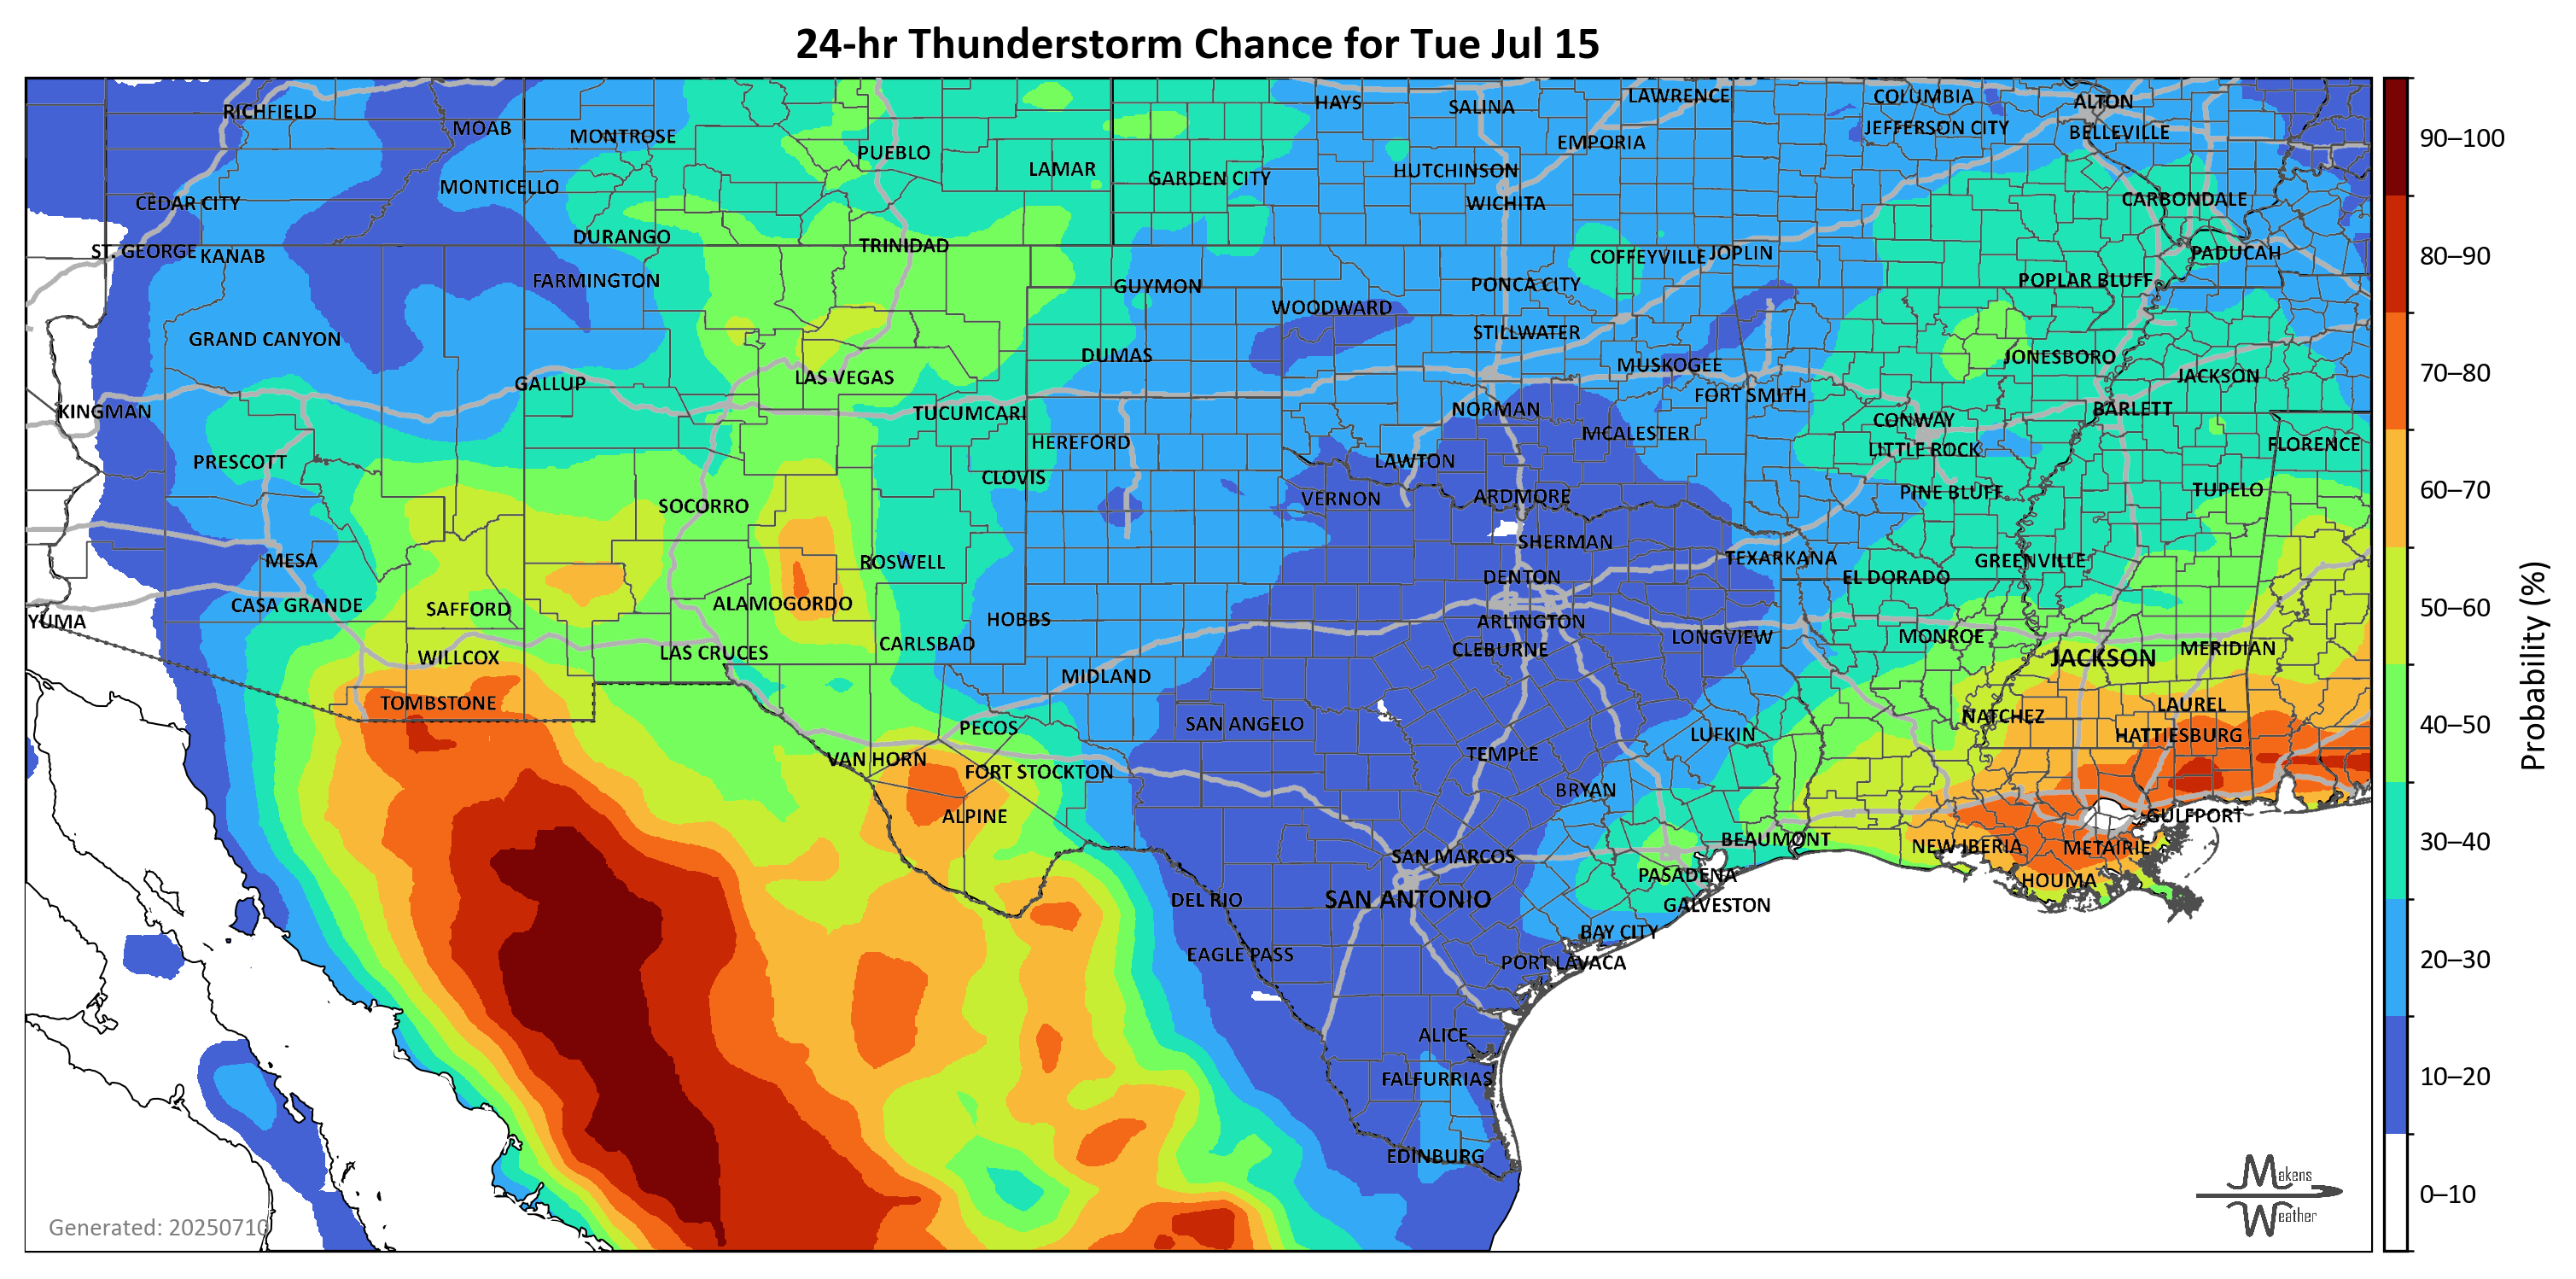 24-hr Thunderstorm Chance for Tue Jul 15
RICHFIELD
MOAB
MONTROSE
PUEBLO
LAMAR
GARDEN CITY
HAYS
SALINA
LAWRENCE
COLUMBIA
ALTON
JEFFERSON CITY
BELLEVILLE
EMPORIA
HUTCHINSON
WICHITA
MONTICELLO
CEDAR CITY
CARBONDALE
ST. GEORGE
KANAB
DURANGO
TRINIDAD
FARMINGTON
GUYMON
COFFEYVILLE
JOPLIN
PADUCAH
POPLAR BLUFF
PONCA CITY
WOODWARD
STILLWATER
GRAND CANYON
DUMAS
MUSKOGEE
JONESBORO
JACKSON
GALLUP
LAS VEGAS
FORT SMITH
KINGMAN
TUCUMCARI
NORMAN
BARLETT
CONWAY
MCALESTER
HEREFORD
LITTLE ROCK
FLORENCE
PRESCOTT
CLOVIS
LAWTON
VERNON
ARDMORE
PINE BLUFF
TUPELO
SOCORRO
MESA
ROSWELL
SHERMAN
TEXARKANA
GREENVILLE
DENTON
EL DORADO
CASA GRANDE
SAFFORD
ALAMOGORDO
YUMA
HOBBS
ARLINGTON
LONGVIEW
MONROE
CARLSBAD
CLEBURNE
MERIDIAN
WILLCOX
LAS CRUCES
JACKSON
MIDLAND
TOMBSTONE
NATCHEZ
LAUREL
PECOS
SAN ANGELO
LUFKIN
HATTIESBURG
VAN HORN
FORT STOCKTON
TEMPLE
BRYAN
ALPINE
GULFPORT
BEAUMONT
NEW IBERIA
METAIRIE
SAN MARCOS
PASADENA
HOUMA
DEL RIO
SAN ANTONIO
GALVESTON
BAY CITY
EAGLE PASS
PORT LAVACA
ALICE
FALFURRIAS
EDINBURG
Generated: 20250710
Makens
Weather
90–100
80–90
70–80
60–70
50–60
40–50
30–40
20–30
10–20
0–10
Probability (%)